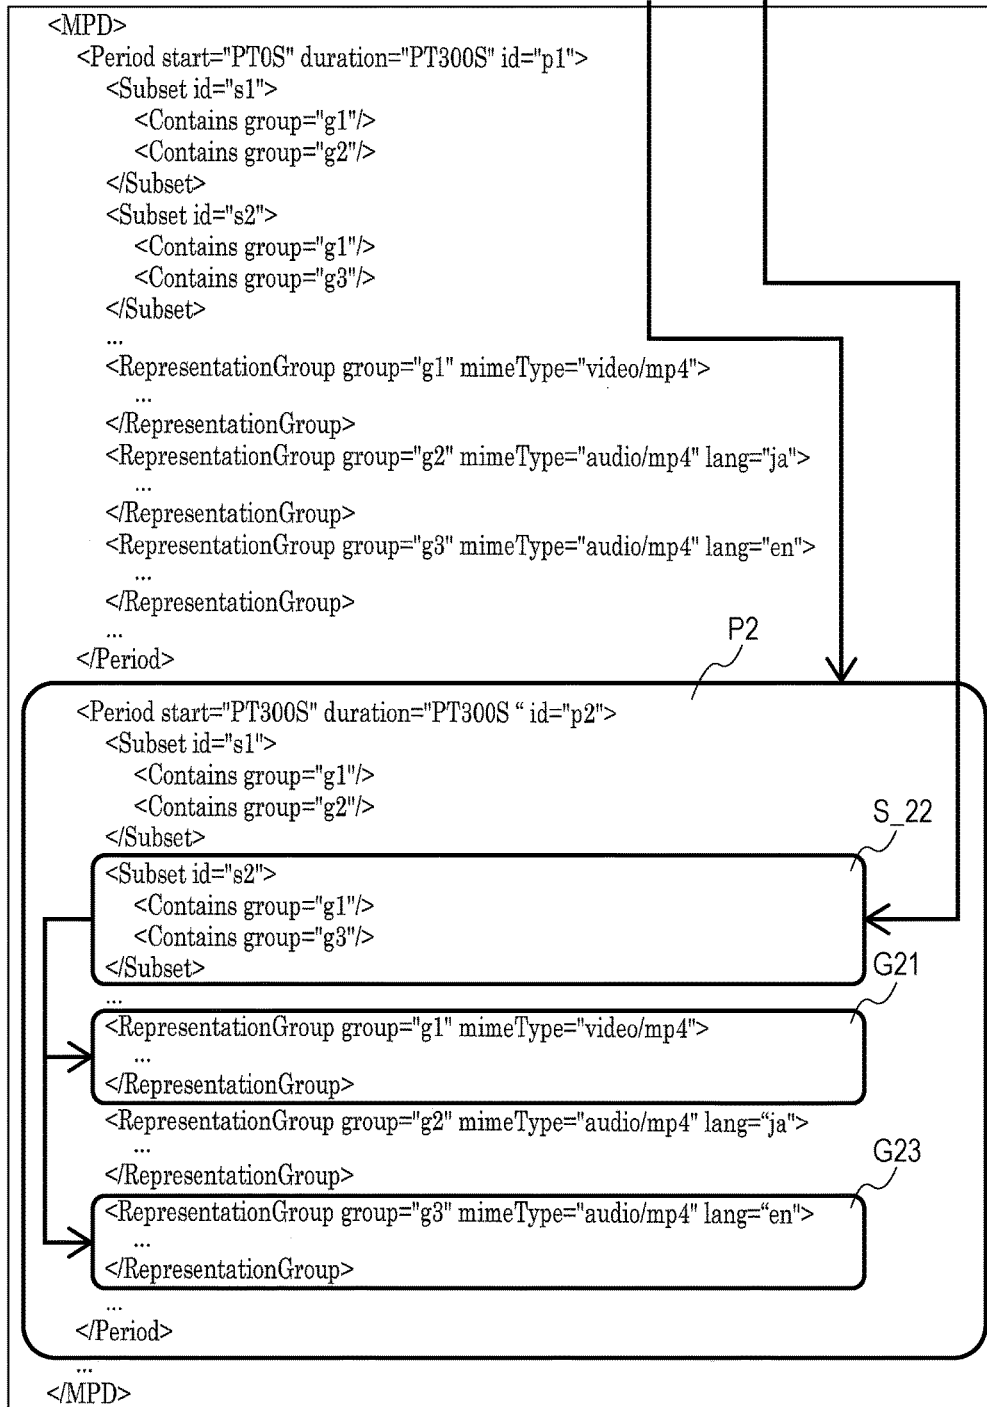 <MPD>
<Period start="PT0S" duration="PT300S" id="p1">
<Subset id="s1">
<Contains group="g1"/>
<Contains group="g2"/>
</Subset>
<Subset id="s2">
<Contains group="g1"/>
<Contains group="g3"/>
</Subset>
...
<RepresentationGroup group="g1" mimeType="video/mp4">
...
</RepresentationGroup>
<RepresentationGroup group="g2" mimeType="audio/mp4" lang="ja">
...
</RepresentationGroup>
<RepresentationGroup group="g3" mimeType="audio/mp4" lang="en">
...
</RepresentationGroup>
...
P2
</Period>
<Period start="PT300S" duration="PT300S “ id="p2">
<Subset id="s1">
<Contains group="g1"/>
<Contains group="g2"/>
</Subset>
S_22
<Subset id="s2">
<Contains group="g1"/>
<Contains group="g3"/>
</Subset>
G21
...
<RepresentationGroup group="g1" mimeType="video/mp4">
...
</RepresentationGroup>
<RepresentationGroup group="g2" mimeType="audio/mp4" lang=“ja">
...
</RepresentationGroup>
G23
<RepresentationGroup group="g3" mimeType="audio/mp4" lang=“en">
...
</RepresentationGroup>
...
</Period>
...
</MPD>